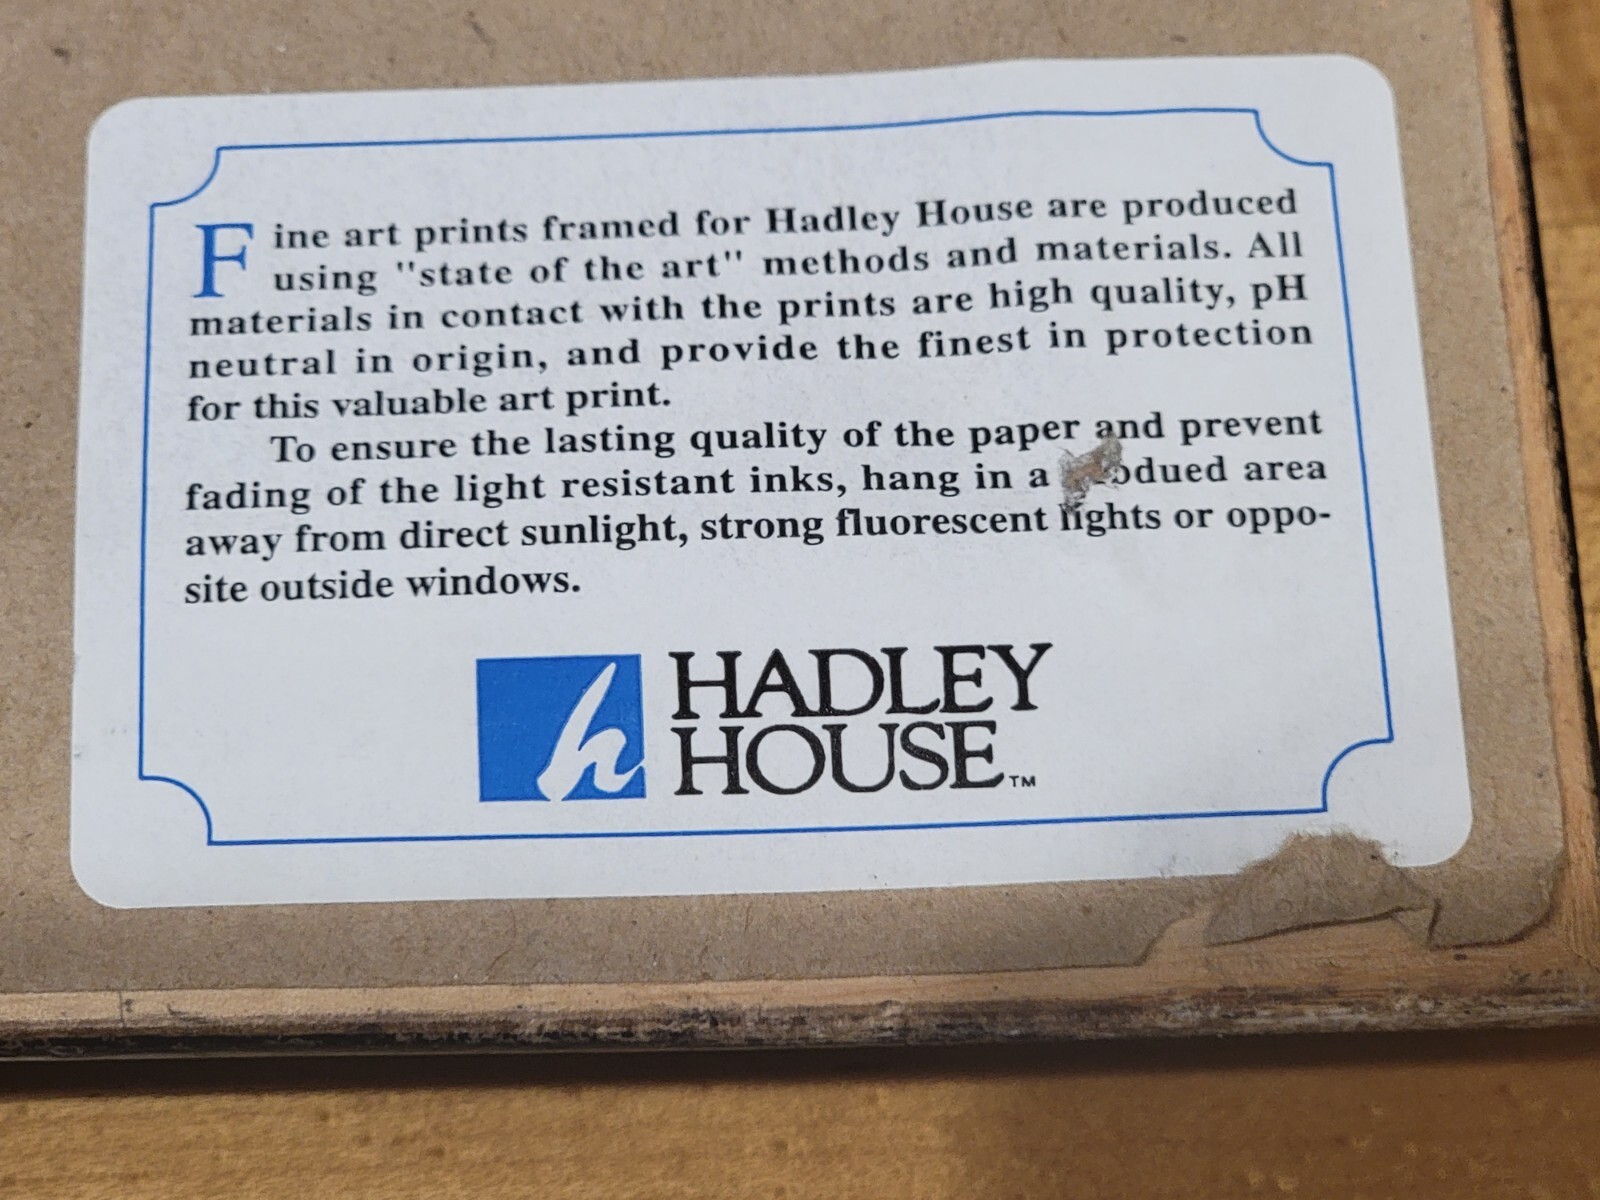 Fine art prints framed for Hadley House are produced
using "state of the art" methods and materials. All
materials in contact with the prints are high quality, pH
neutral in origin, and provide the finest in protection
for this valuable art print.
To ensure the lasting quality of the paper and prevent
fading of the light resistant inks, hang in a area
away from direct sunlight, strong fluorescent lights or oppo-
site outside windows.
h HADLEY
HOUSE™